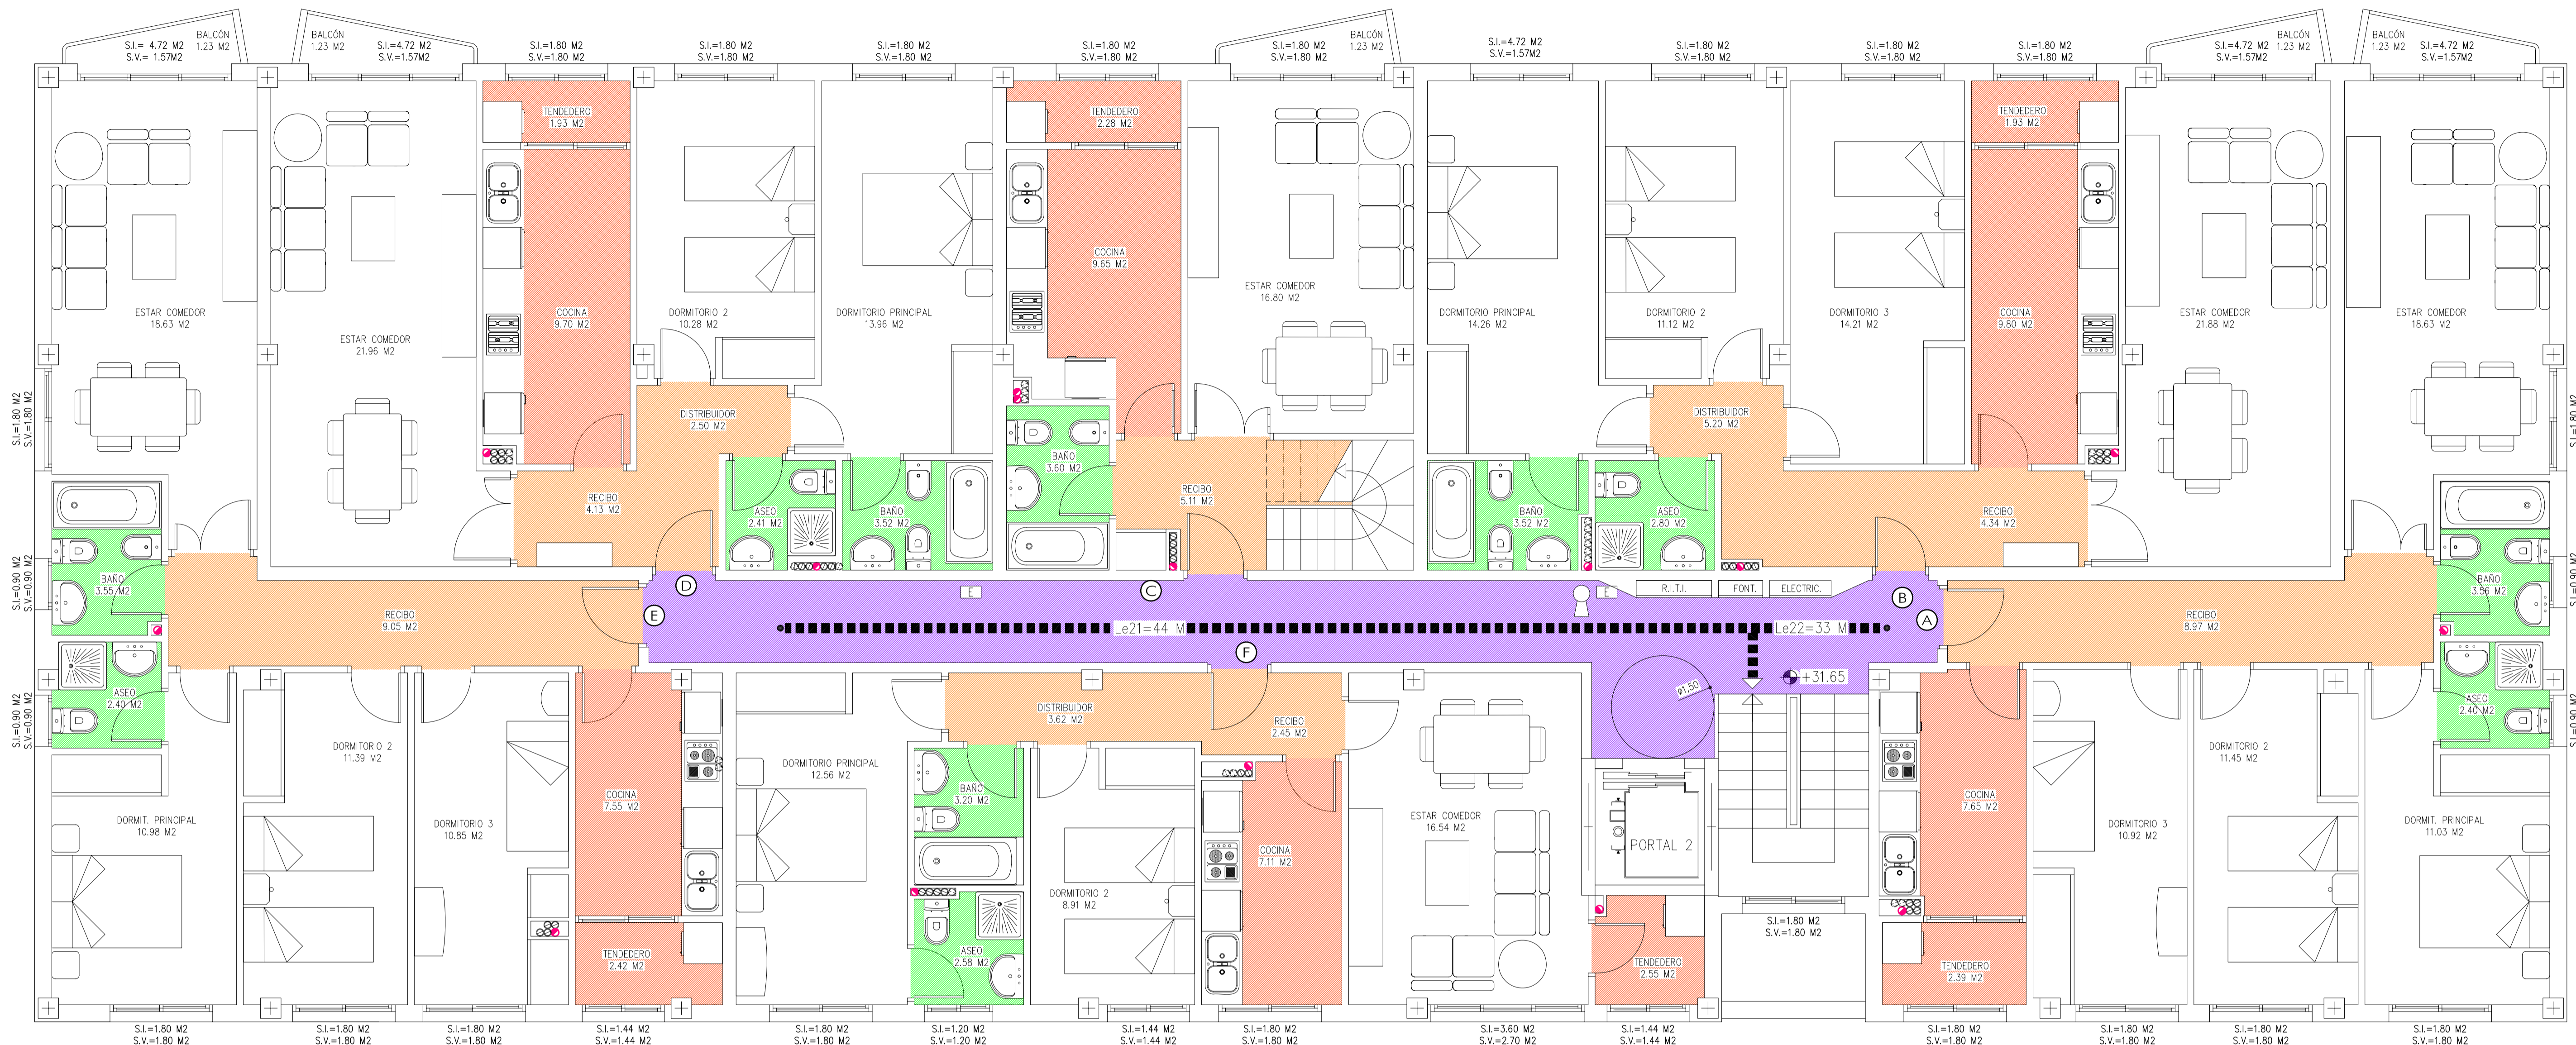 S.I.= 4.72 M2
S.V.= 1.57M2
BALCÓN
1.23 M2
BALCÓN
1.23 M2
S.I.=4.72 M2
S.V.=1.57M2
S.I.=1.80 M2
S.V.=1.80 M2
S.I.=1.80 M2
S.V.=1.80 M2
S.I.=1.80 M2
S.V.=1.80 M2
S.I.=1.80 M2
S.V.=1.80 M2
S.I.=1.80 M2
S.V.=1.80 M2
BALCÓN
1.23 M2
S.I.=4.72 M2
S.V.=1.57M2
S.I.=1.80 M2
S.V.=1.80 M2
S.I.=1.80 M2
S.V.=1.80 M2
S.I.=1.80 M2
S.V.=1.80 M2
S.I.=4.72 M2
S.V.=1.57M2
BALCÓN
1.23 M2
BALCÓN
1.23 M2
S.I.=4.72 M2
S.V.=1.57M2
TENDEDERO
1.93 M2
TENDEDERO
2.28 M2
TENDEDERO
1.93 M2
ESTAR COMEDOR
18.63 M2
ESTAR COMEDOR
21.96 M2
COCINA
9.70 M2
DORMITORIO 2
10.28 M2
DORMITORIO PRINCIPAL
13.96 M2
COCINA
9.65 M2
ESTAR COMEDOR
16.80 M2
DORMITORIO PRINCIPAL
14.26 M2
DORMITORIO 2
11.12 M2
DORMITORIO 3
14.21 M2
COCINA
9.80 M2
ESTAR COMEDOR
21.88 M2
ESTAR COMEDOR
18.63 M2
S.I.=1.80 M2
S.V.=1.80 M2
S.I.=1.80 M2
S.V.=1.80 M2
DISTRIBUIDOR
2.50 M2
DISTRIBUIDOR
5.20 M2
BAÑO
3.60 M2
RECIBO
4.13 M2
ASEO
2.41 M2
BAÑO
3.52 M2
RECIBO
5.11 M2
BAÑO
3.52 M2
ASEO
2.80 M2
RECIBO
4.34 M2
S.I.=0.90 M2
S.V.=0.90 M2
BAÑO
3.55 M2
BAÑO
3.56 M2
S.I.=0.90 M2
S.V.=0.90 M2
D
E
C
E
R.I.T.I.
FONT.
ELECTRIC.
B
A
E
F
RECIBO
9.05 M2
Le21=44 M
Le22=33 M
RECIBO
8.97 M2
+31.65
ø1,50
S.I.=0.90 M2
S.V.=0.90 M2
ASEO
2.40 M2
ASEO
2.40 M2
S.I.=0.90 M2
S.V.=0.90 M2
DISTRIBUIDOR
3.62 M2
RECIBO
2.45 M2
DORMITORIO 2
11.39 M2
DORMITORIO PRINCIPAL
12.56 M2
DORMITORIO 2
11.45 M2
BAÑO
3.20 M2
COCINA
7.55 M2
COCINA
7.65 M2
DORMIT. PRINCIPAL
10.98 M2
DORMITORIO 3
10.85 M2
ESTAR COMEDOR
16.54 M2
DORMITORIO 3
10.92 M2
DORMIT. PRINCIPAL
11.03 M2
COCINA
7.11 M2
PORTAL 2
DORMITORIO 2
8.91 M2
S.I.=1.80 M2
S.V.=1.80 M2
TENDEDERO
2.42 M2
ASEO
2.58 M2
TENDEDERO
2.55 M2
TENDEDERO
2.39 M2
S.I.=1.80 M2
S.V.=1.80 M2
S.I.=1.80 M2
S.V.=1.80 M2
S.I.=1.80 M2
S.V.=1.80 M2
S.I.=1.44 M2
S.V.=1.44 M2
S.I.=1.80 M2
S.V.=1.80 M2
S.I.=1.20 M2
S.V.=1.20 M2
S.I.=1.44 M2
S.V.=1.44 M2
S.I.=1.80 M2
S.V.=1.80 M2
S.I.=3.60 M2
S.V.=2.70 M2
S.I.=1.44 M2
S.V.=1.44 M2
S.I.=1.80 M2
S.V.=1.80 M2
S.I.=1.80 M2
S.V.=1.80 M2
S.I.=1.80 M2
S.V.=1.80 M2
S.I.=1.80 M2
S.V.=1.80 M2